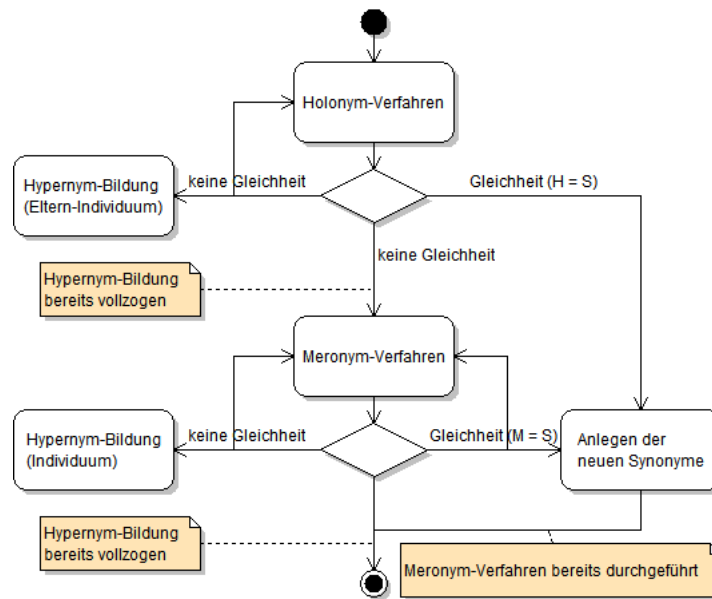 Holonym-Verfahren
keine Gleichheit
Gleichheit (H = S)
Hypernym-Bildung
(Eltern-Individuum)
keine Gleichheit
Hypernym-Bildung
bereits vollzogen
Meronym-Verfahren
keine Gleichheit
Gleichheit (M = S)
Hypernym-Bildung
(Individuum)
Anlegen der
neuen Synonyme
Hypernym-Bildung
bereits vollzogen
Meronym-Verfahren bereits durchgeführt